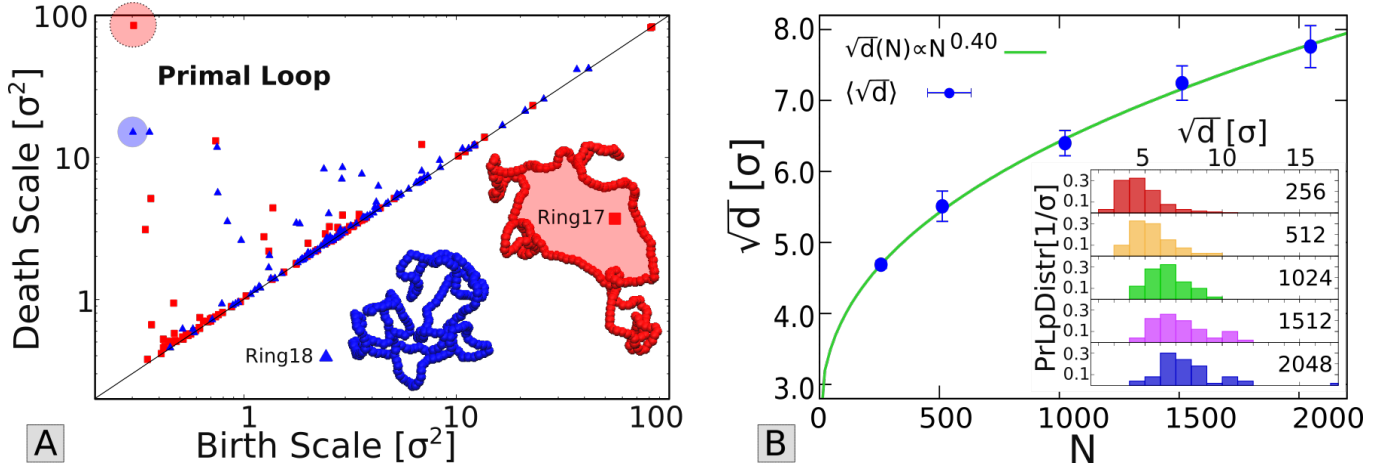 100
10
1
Death Scale [σ²]
Primal Loop
Ring17
Ring18
1
10
100
Birth Scale [σ²]
A
8.0
7.0
6.0
5.0
4.0
3.0
√d [σ]
√d(N)∝N^0.40
⟨√d⟩
√d [σ]
5
10
15
PrLpDistr[1/σ]
0.3
0.1
256
0.3
0.1
512
0.3
0.1
1024
0.3
0.1
1512
0.3
0.1
2048
0
500
1000
1500
2000
N
B